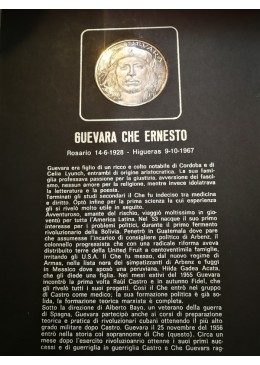 GUEVARA
GUEVARA CHE ERNESTO
Rosario 14-6-1928 - Higueras 9-10-1967
Guevara era figlio di un ricco e colto notabile di Cordoba e di
Celia Lyunch, entrambi di origine aristocratica. La sua fami-
glia professava passione per la giustizia, avversione del fasci-
smo, nessun amore per la religione, mentre invece idolatrava
la letteratura e la poesia.
Terminati gli studi secondari il Che fu indeciso tra medicina
e diritto. Optò infine per la prima scienza la cui esperienza
gli si rivelò molto utile in seguito.
Avventuroso, amante del rischio, viaggiò moltissimo in gio-
ventù per tutta l'America Latina. Nel '53 nacque il suo primo
interesse per i problemi politici, durante il primo fermento
rivoluzionario della Bolivia. Penetrò in Guatemala dove pare
che assumesse l'incarico di consigliere politico di Arbenz, il
colonnello progressista che con una radicale riforma aveva
disturbato terre della United Fruit a centoventimila famiglie,
irritando gli U.S.A. Il Che fu messo, dal nuovo regime di
Armas, nella lista nera dei simpatizzanti di Arbenz e fuggì
in Messico dove sposò una peruviana, Hilda Gadea Acata,
che gli diede una figlia. Nei mesi estivi del 1955 Guevara
incontrò la prima volta Raùl Castro e in autunno Fidel, che
gli rivelò tutti i suoi progetti. Così il Che entrò nel gruppo
di Castro come medico; la sua formazione politica è già so-
lida, la formazione teorica marxista è completa.
Sotto la direzione di Alberto Bayo, un veterano della guerra
di Spagna, Guevara partecipò anche ai corsi di preparazione
teorica e pratica di rivoluzionari cubani ottenendo il più alto
grado militare dopo Castro. Guevara il 25 novembre del 1956
entrò nella storia col soprannome di Che (questo). Circa un
mese dopo l'esercito rivoluzionario ottenne i suoi primi suc-
cessi e di guerriglia in guerriglia Castro e Che Guevara rag-